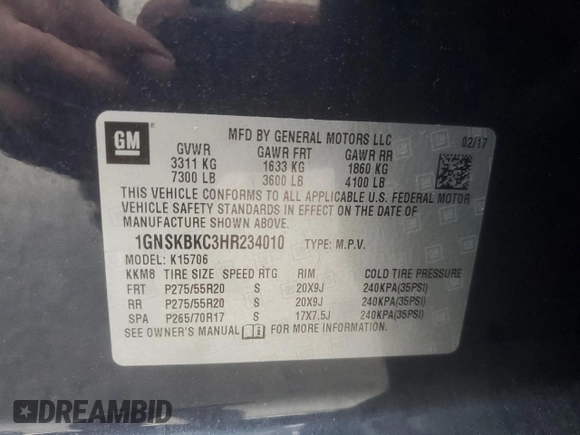 GM
MFD BY GENERAL MOTORS LLC 02/17
GVWR GAWR FRT GAWR RR
3311 KG 1633 KG 1860 KG
7300 LB 3600 LB 4100 LB
THIS VEHICLE CONFORMS TO ALL APPLICABLE U.S. FEDERAL MOTOR
VEHICLE SAFETY STANDARDS IN EFFECT ON THE DATE OF
MANUFACTURE SHOWN ABOVE.
1GNSKBKC3HR234010 TYPE: M.P.V.
MODEL: K15706
KKM8 TIRE SIZE SPEED RTG RIM COLD TIRE PRESSURE
FRT P275/55R20 S 20X9J 240KPA(35PSI)
RR P275/55R20 S 20X9J 240KPA(35PSI)
SPA P265/70R17 S 17X7.5J 240KPA(35PSI)
SEE OWNER'S MANUAL FOR MORE INFORMATION.
DREAMBID